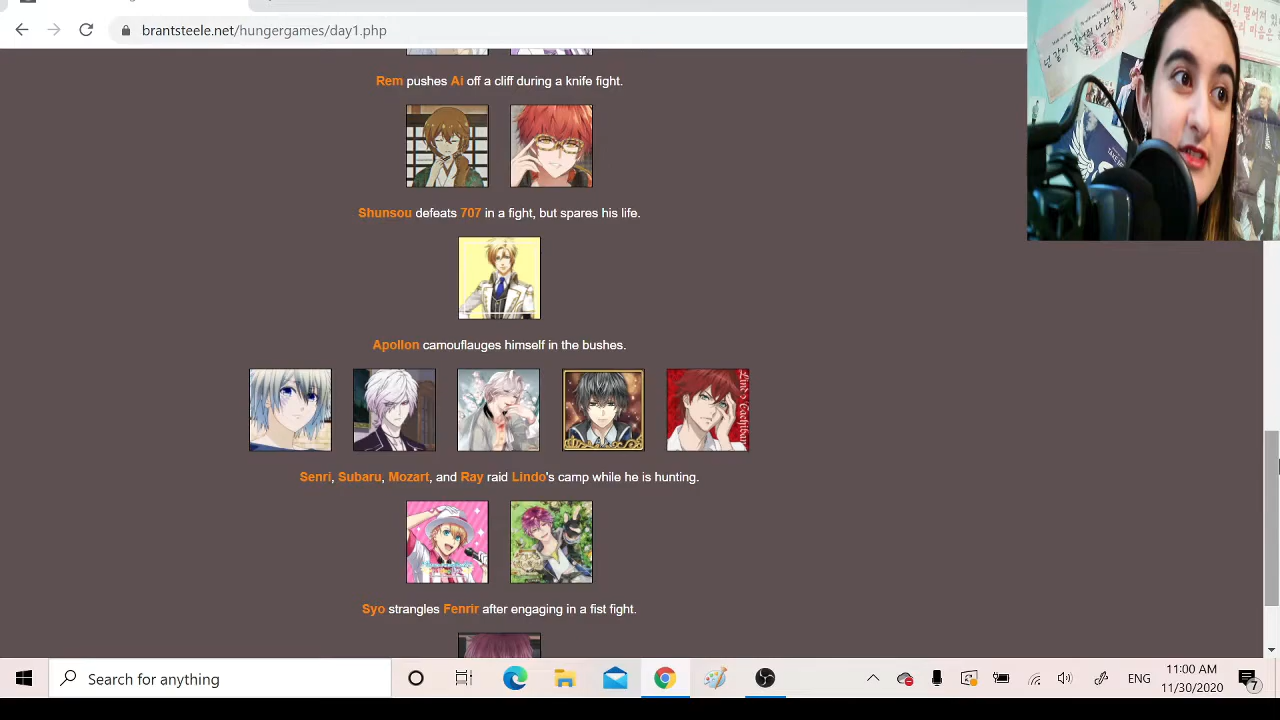 brantsteele.net/hungergames/day1.php
Rem pushes Ai off a cliff during a knife fight.
Shunsou defeats 707 in a fight, but spares his life.
Apollon camouflauges himself in the bushes.
Senri, Subaru, Mozart, and Ray raid Lindo's camp while he is hunting.
Syo strangles Fenrir after engaging in a fist fight.
Search for anything
ENG
11:00 AM
11/30/2020
7